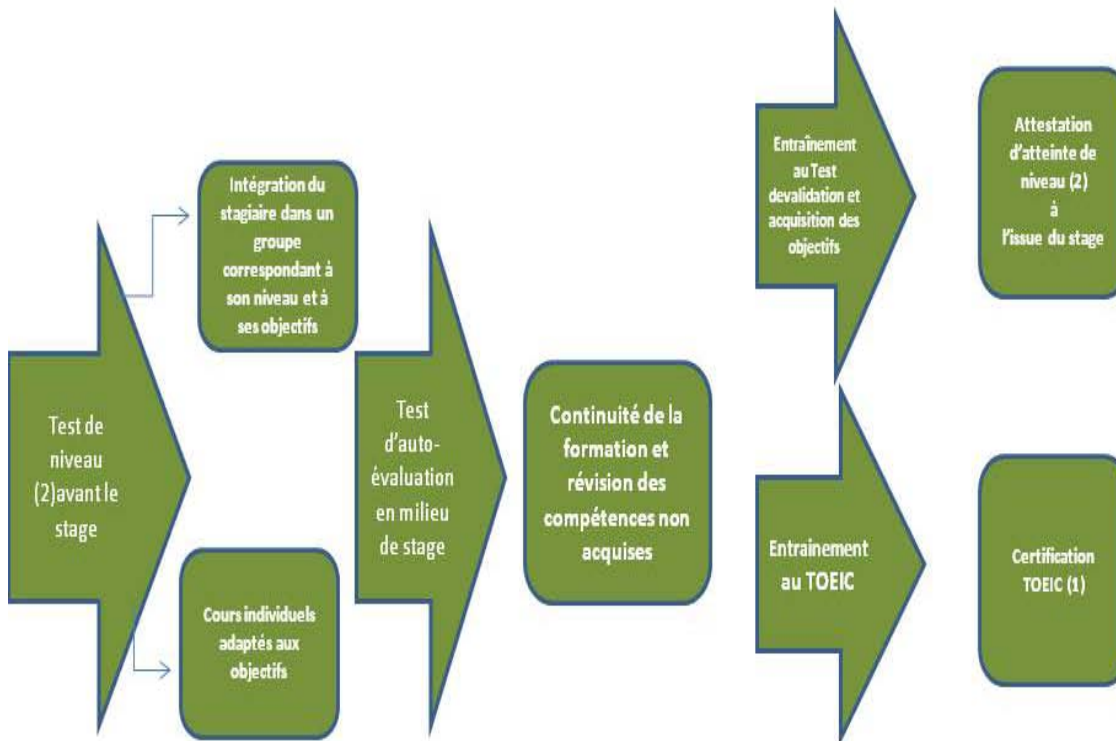 Test de
niveau
(2)avant le
stage
Intégration du
stagiaire dans un
groupe
correspondant à
son niveau et à
ses objectifs
Cours individuels
adaptés aux
objectifs
Test
d'auto-
évaluation
en milieu
de stage
Continuité de la
formation et
révision des
compétences non
acquises
Entraînement
au Test
devalidation et
acquisition des
objectifs
Attestation
d'atteinte de
niveau (2)
à
l'issue du stage
Entrainement
au TOEIC
Certification
TOEIC (1)